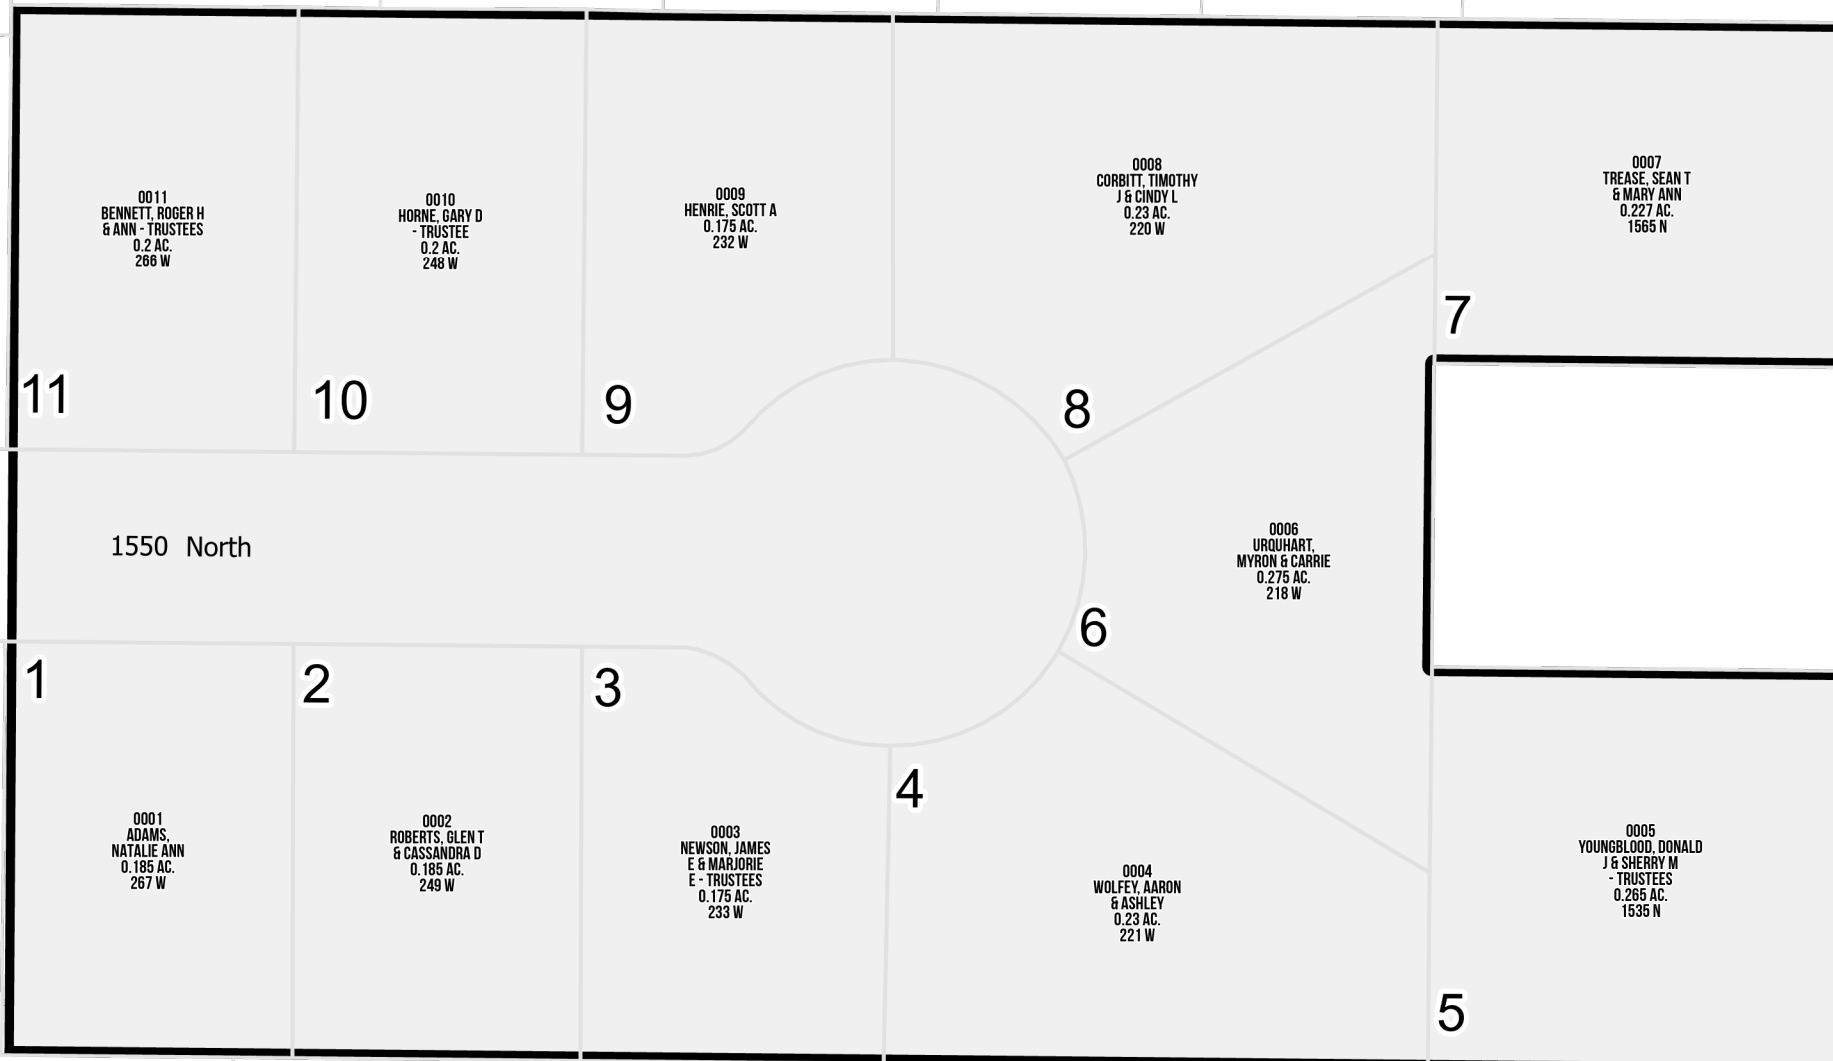 0011
BENNETT, ROGER H
& ANN - TRUSTEES
0.2 AC.
266 W
11
0010
HORNE, GARY D
- TRUSTEE
0.2 AC.
248 W
10
0009
HENRIE, SCOTT A
0.175 AC.
232 W
9
0008
CORBITT, TIMOTHY
J & CINDY L
0.23 AC.
220 W
8
0007
TREASE, SEAN T
& MARY ANN
0.227 AC.
1565 N
7
1550 North
0006
URQUHART,
MYRON & CARRIE
0.275 AC.
218 W
6
1
0001
ADAMS,
NATALIE ANN
0.185 AC.
267 W
2
0002
ROBERTS, GLEN T
& CASSANDRA D
0.185 AC.
249 W
3
0003
NEWSON, JAMES
E & MARJORIE
E - TRUSTEES
0.175 AC.
233 W
4
0004
WOLFEY, AARON
& ASHLEY
0.23 AC.
221 W
0005
YOUNGBLOOD, DONALD
J & SHERRY M
- TRUSTEES
0.265 AC.
1535 N
5